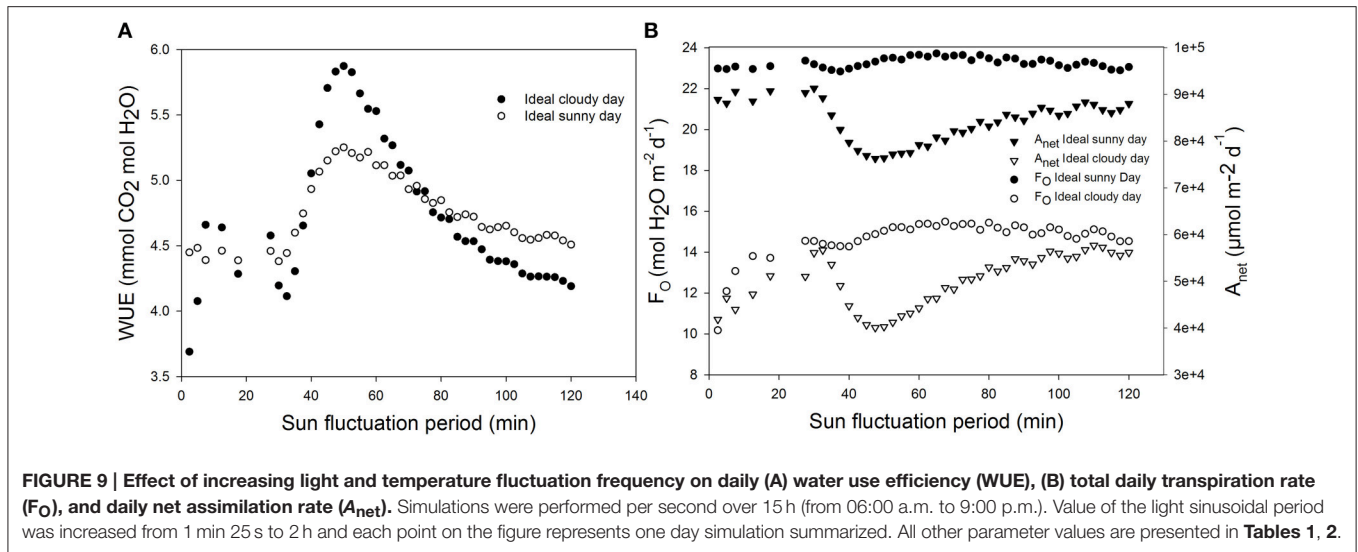 A
WUE (mmol CO2 mol H2O)
6.0
5.5
5.0
4.5
4.0
3.5
Ideal cloudy day
Ideal sunny day
0 20 40 60 80 100 120 140
Sun fluctuation period (min)
B
FO (mol H2O m-2 d-1)
24
22
20
18
16
14
12
10
8
1e+5
9e+4
8e+4
7e+4
6e+4
5e+4
4e+4
3e+4
Anet (µmol m-2 d-1)
Anet Ideal sunny day
Anet Ideal cloudy day
FO Ideal sunny Day
FO Ideal cloudy day
0 20 40 60 80 100 120
Sun fluctuation period (min)
FIGURE 9 | Effect of increasing light and temperature fluctuation frequency on daily (A) water use efficiency (WUE), (B) total daily transpiration rate
(FO), and daily net assimilation rate (Anet). Simulations were performed per second over 15 h (from 06:00 a.m. to 9:00 p.m.). Value of the light sinusoidal period
was increased from 1 min 25 s to 2 h and each point on the figure represents one day simulation summarized. All other parameter values are presented in Tables 1, 2.